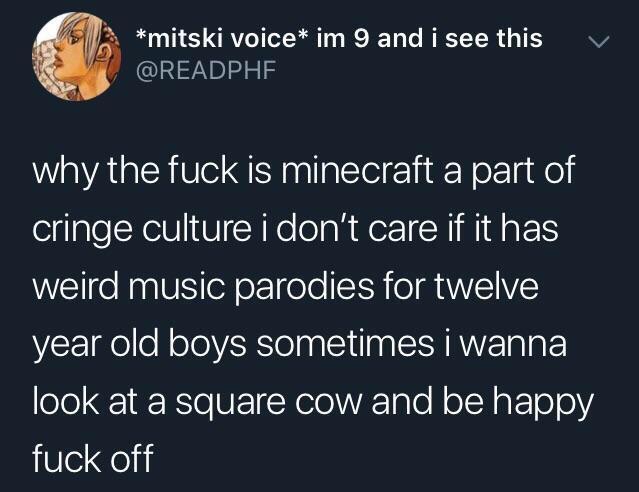 *mitski voice* im 9 and i see this
@READPHF
why the fuck is minecraft a part of
cringe culture i don't care if it has
weird music parodies for twelve
year old boys sometimes i wanna
look at a square cow and be happy
fuck off